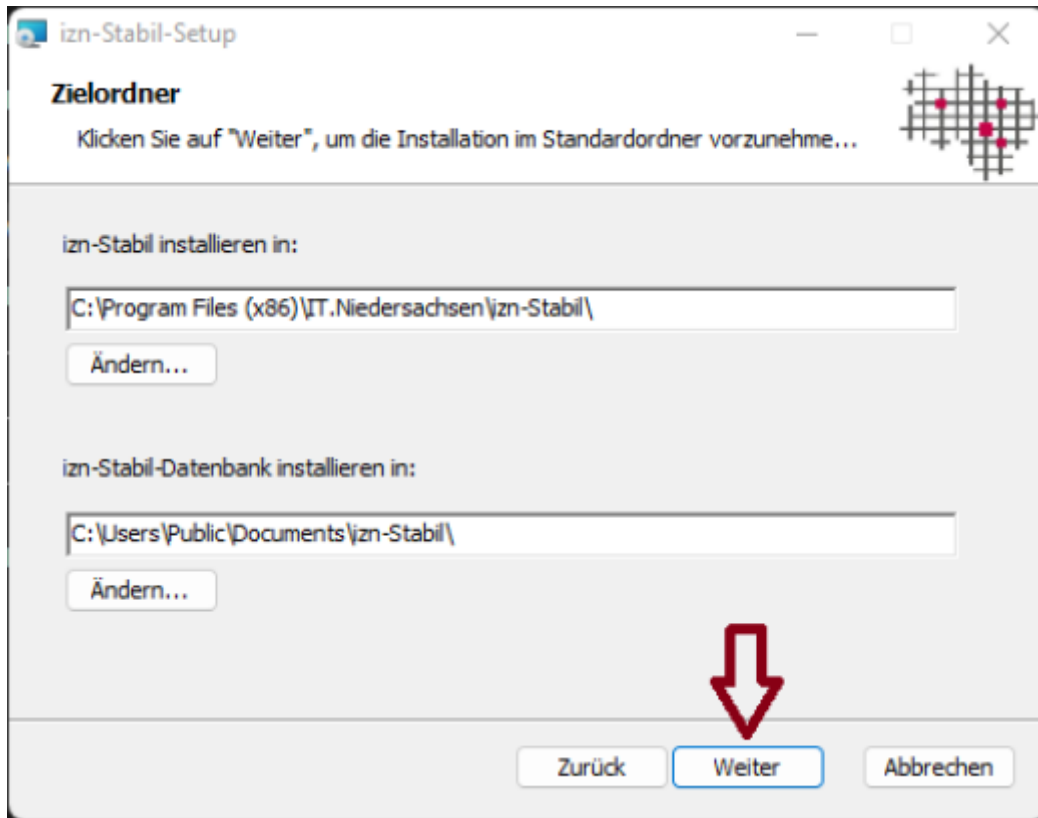 izn-Stabil-Setup
Zielordner
Klicken Sie auf "Weiter", um die Installation im Standardordner vorzunehme...
izn-Stabil installieren in:
C:\Program Files (x86)\IT.Niedersachsen\izn-Stabil\
Ändern...
izn-Stabil-Datenbank installieren in:
C:\Users\Public\Documents\izn-Stabil\
Ändern...
Zurück Weiter Abbrechen